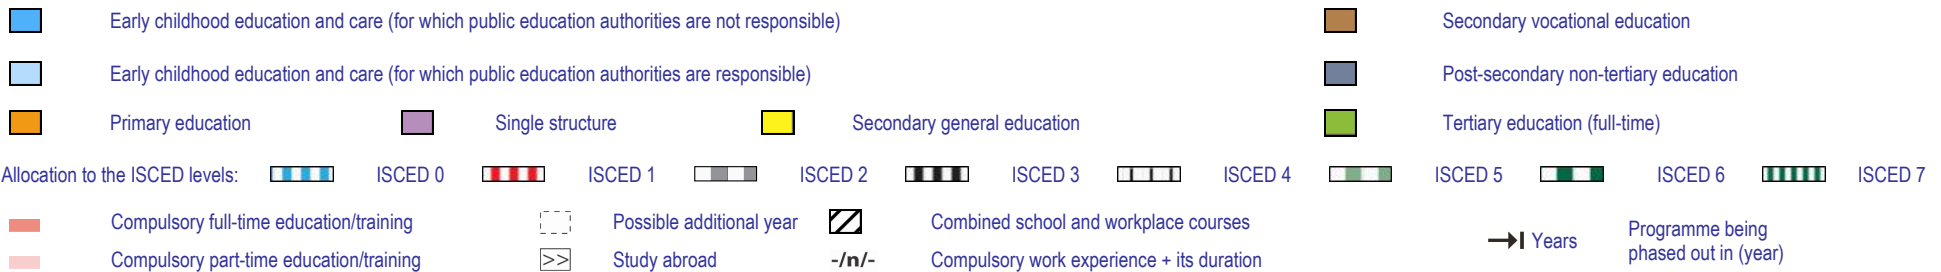 Early childhood education and care (for which public education authorities are not responsible) Secondary vocational education
Early childhood education and care (for which public education authorities are responsible) Post-secondary non-tertiary education
Primary education Single structure Secondary general education Tertiary education (full-time)
Allocation to the ISCED levels: ISCED 0 ISCED 1 ISCED 2 ISCED 3 ISCED 4 ISCED 5 ISCED 6 ISCED 7
Compulsory full-time education/training Possible additional year Combined school and workplace courses
Years Programme being
phased out in (year)
Compulsory part-time education/training >> Study abroad -/n/- Compulsory work experience + its duration